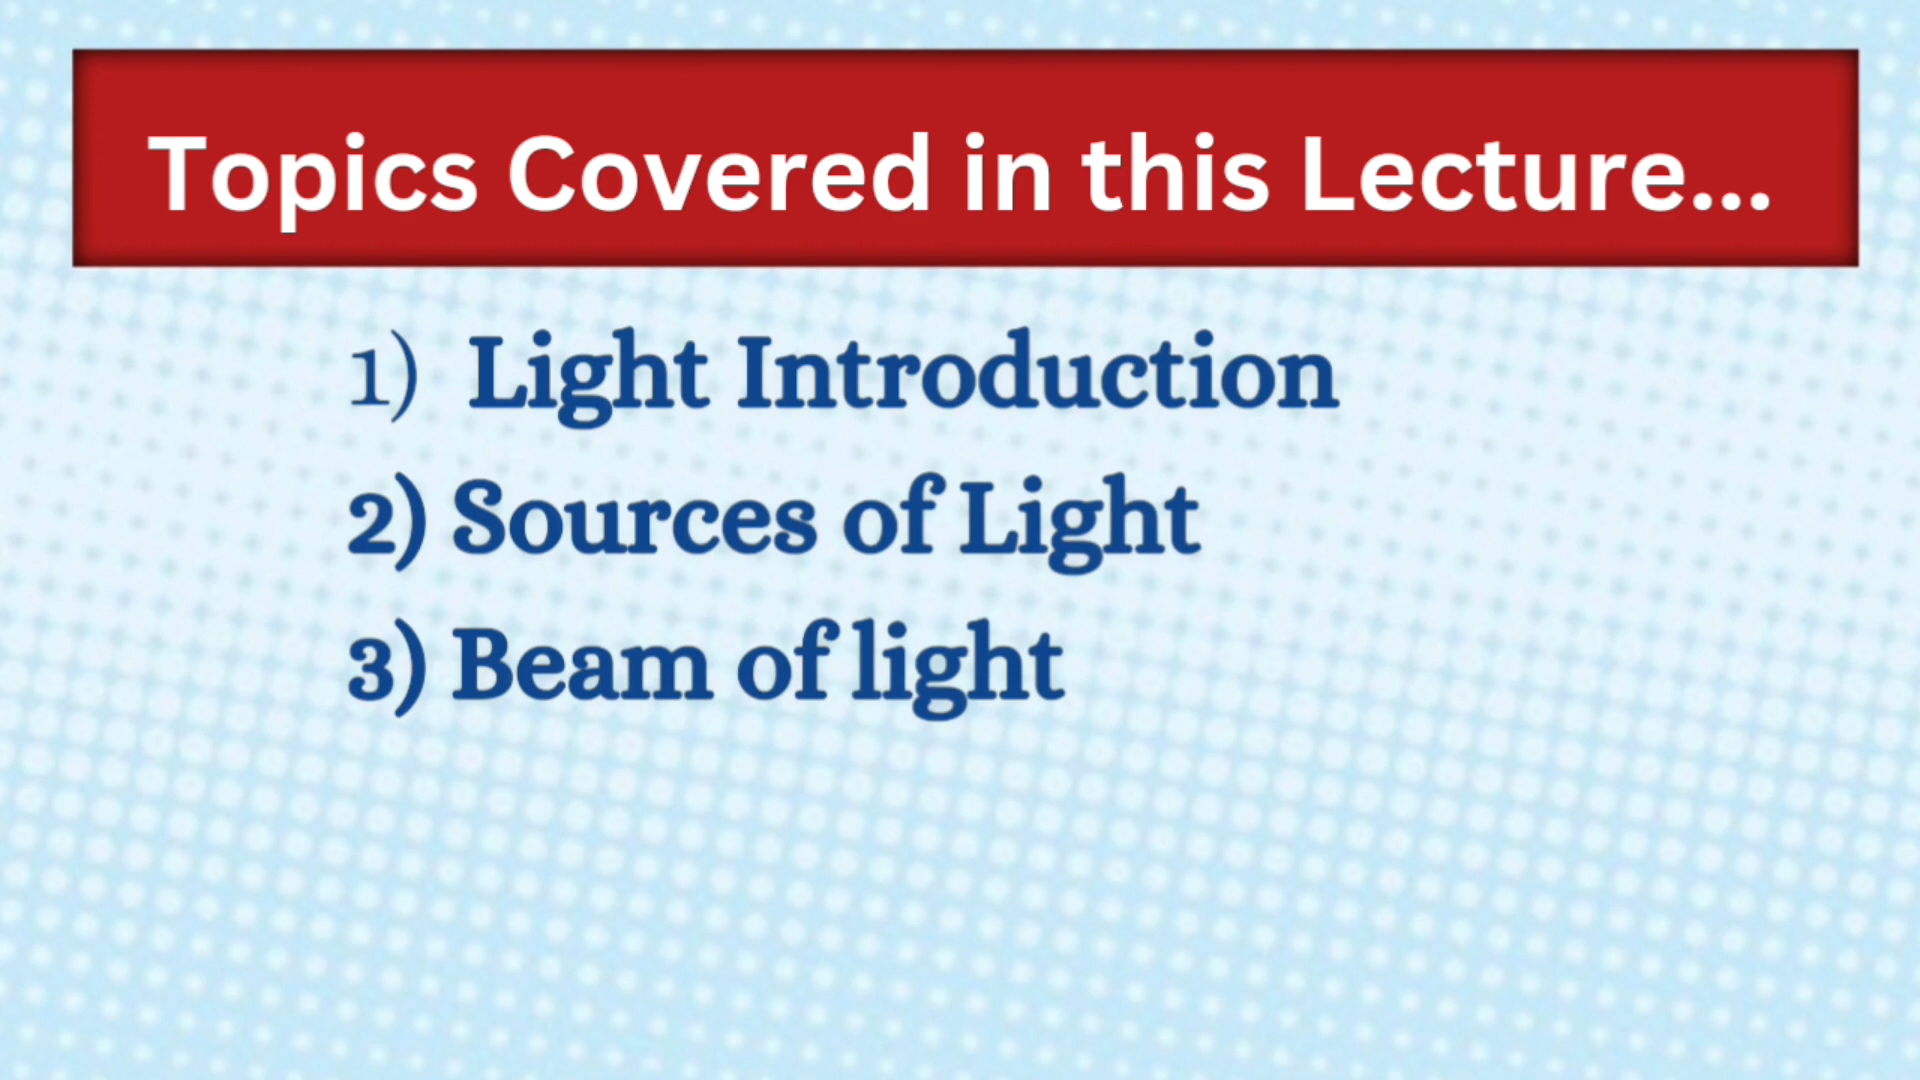 Topics Covered in this Lecture...
1) Light Introduction
2) Sources of Light
3) Beam of light